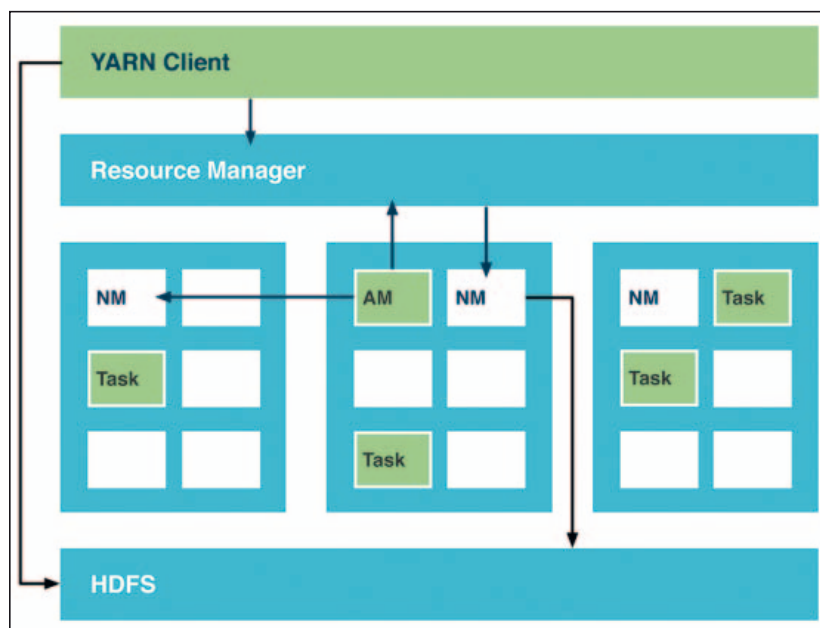 YARN Client
Resource Manager
NM
AM
NM
NM
Task
Task
Task
Task
HDFS